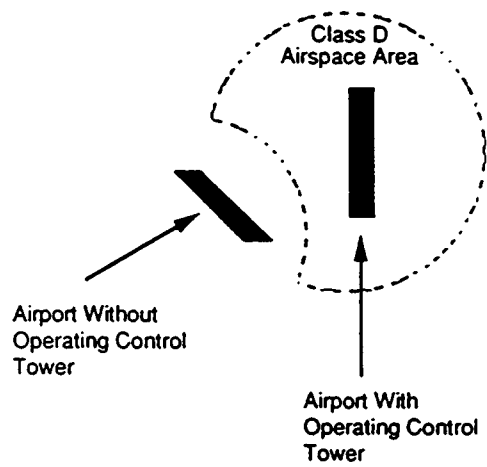 Class D
Airspace Area
Airport Without
Operating Control
Tower
Airport With
Operating Control
Tower